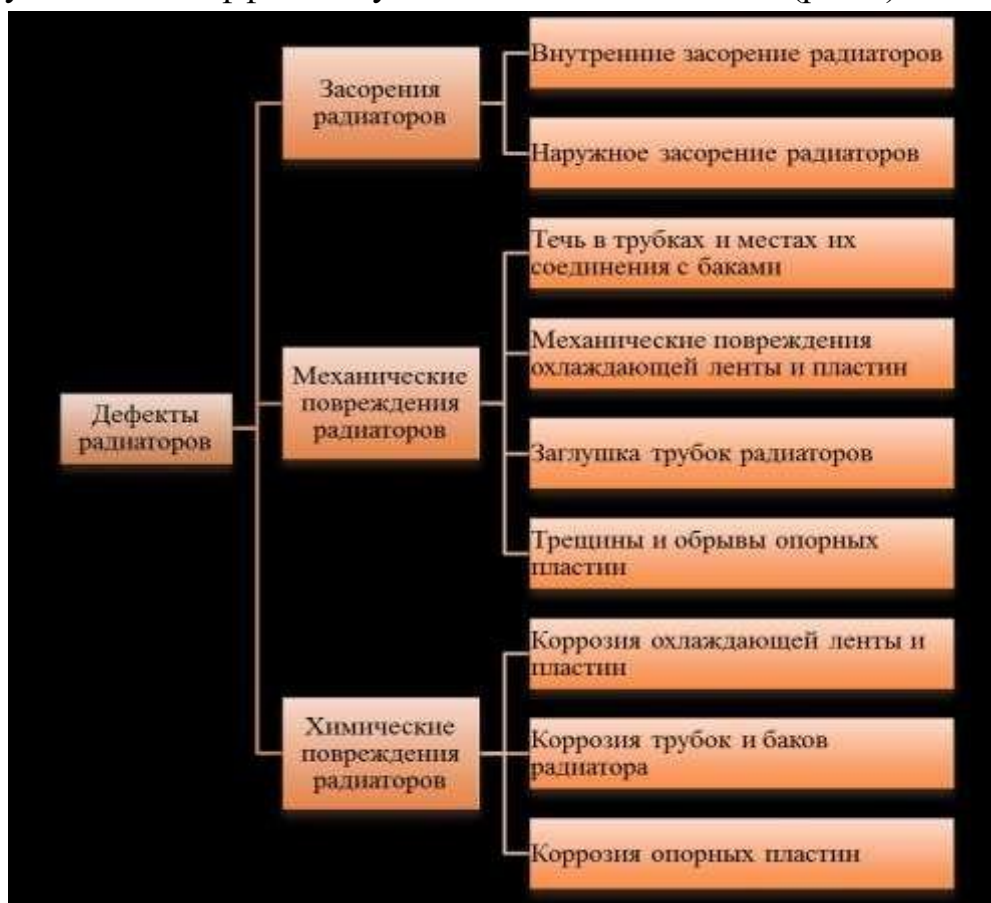 Дефекты
радиаторов
Засорения
радиаторов
Внутренние засорение радиаторов
Наружное засорение радиаторов
Механические
повреждения
радиаторов
Течь в трубках и местах их
соединения с баками
Механические повреждения
охлаждающей ленты и пластин
Заглушка трубок радиаторов
Трещины и обрывы опорных
пластин
Химические
повреждения
радиаторов
Коррозия охлаждающей ленты и
пластин
Коррозия трубок и баков
радиатора
Коррозия опорных пластин